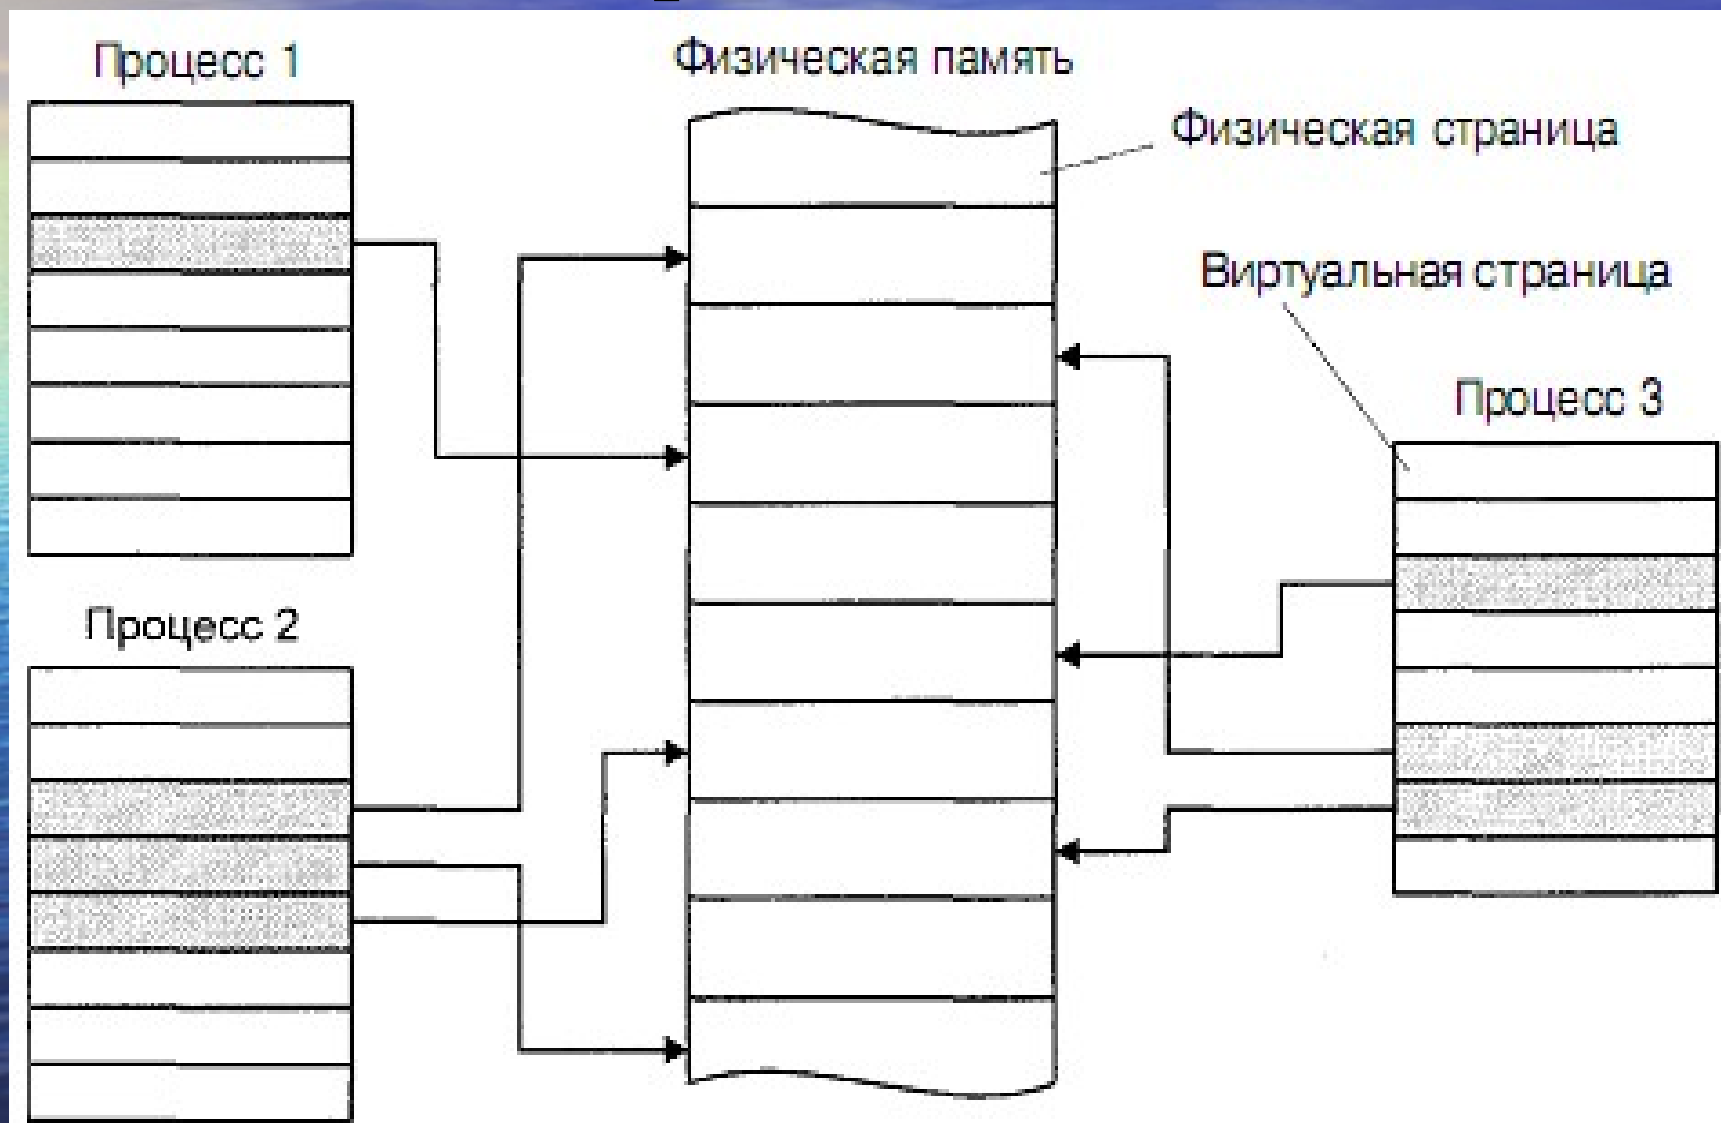 Процесс 1
Физическая память
Физическая страница
Виртуальная страница
Процесс 3
Процесс 2